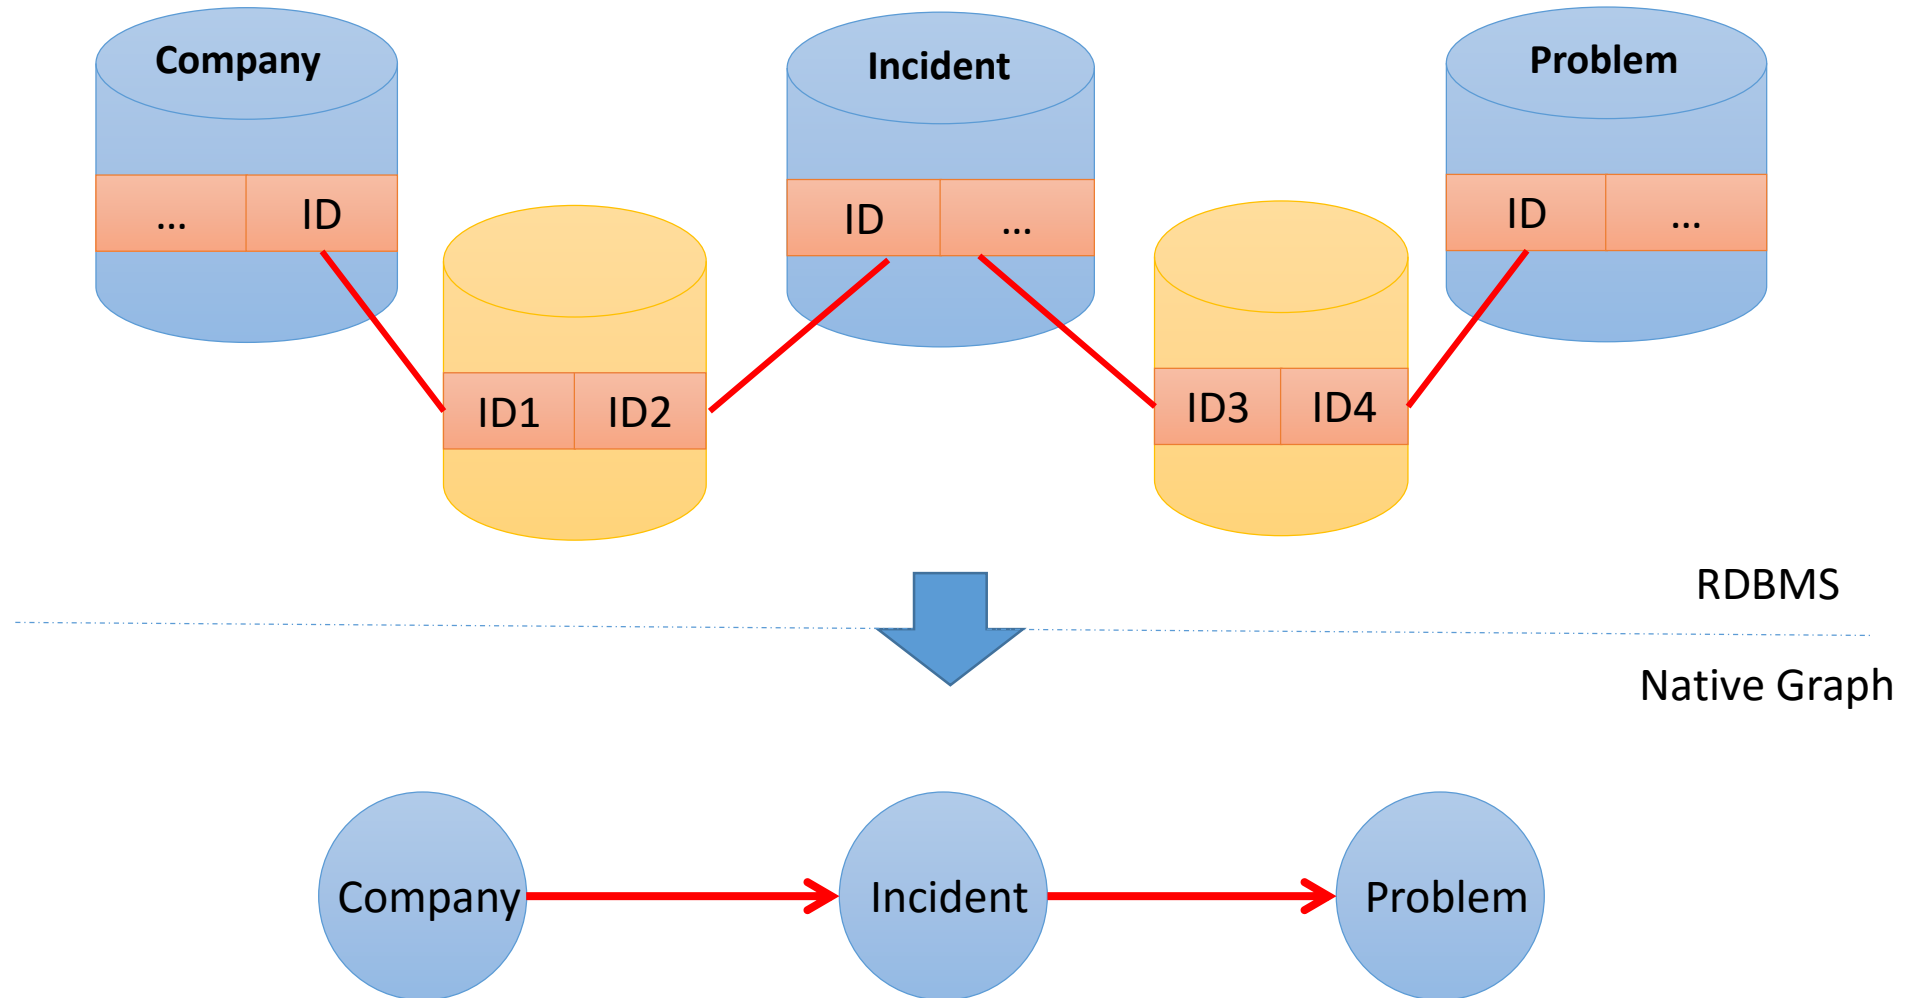 Company
Incident
Problem
... ID
ID ...
ID ...
ID1 ID2
ID3 ID4
RDBMS
Native Graph
Company
Incident
Problem